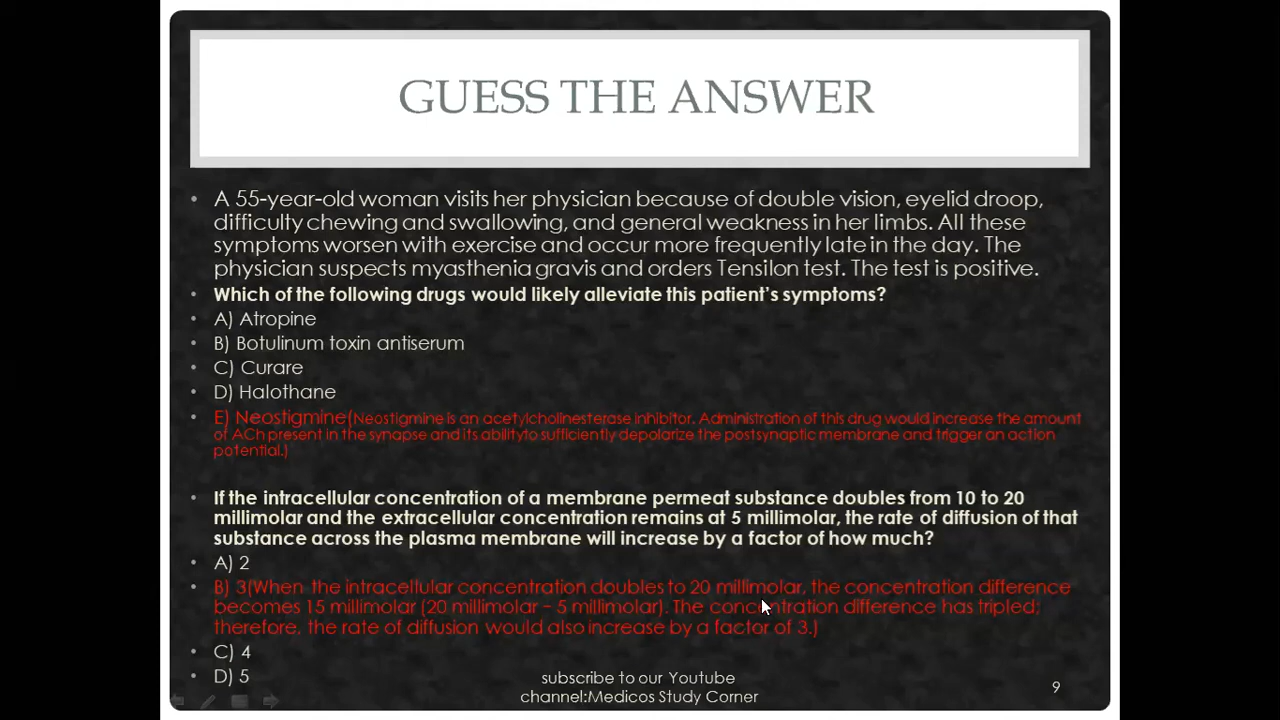 GUESS THE ANSWER
• A 55-year-old woman visits her physician because of double vision, eyelid droop,
difficulty chewing and swallowing, and general weakness in her limbs. All these
symptoms worsen with exercise and occur more frequently late in the day. The
physician suspects myasthenia gravis and orders Tensilon test. The test is positive.
• Which of the following drugs would likely alleviate this patient's symptoms?
• A) Atropine
• B) Botulinum toxin antiserum
• C) Curare
• D) Halothane
• E) Neostigmine(Neostigmine is an acetylcholinesterase inhibitor. Administration of this drug would increase the amount
of ACh present in the synapse and its abilityto sufficiently depolarize the postsynaptic membrane and trigger an action
potential.)
• If the intracellular concentration of a membrane permeat substance doubles from 10 to 20
millimolar and the extracellular concentration remains at 5 millimolar, the rate of diffusion of that
substance across the plasma membrane will increase by a factor of how much?
• A) 2
• B) 3(When the intracellular concentration doubles to 20 millimolar, the concentration difference
becomes 15 millimolar (20 millimolar − 5 millimolar). The concentration difference has tripled;
therefore, the rate of diffusion would also increase by a factor of 3.)
• C) 4
• D) 5
subscribe to our Youtube
channel:Medicos Study Corner
9